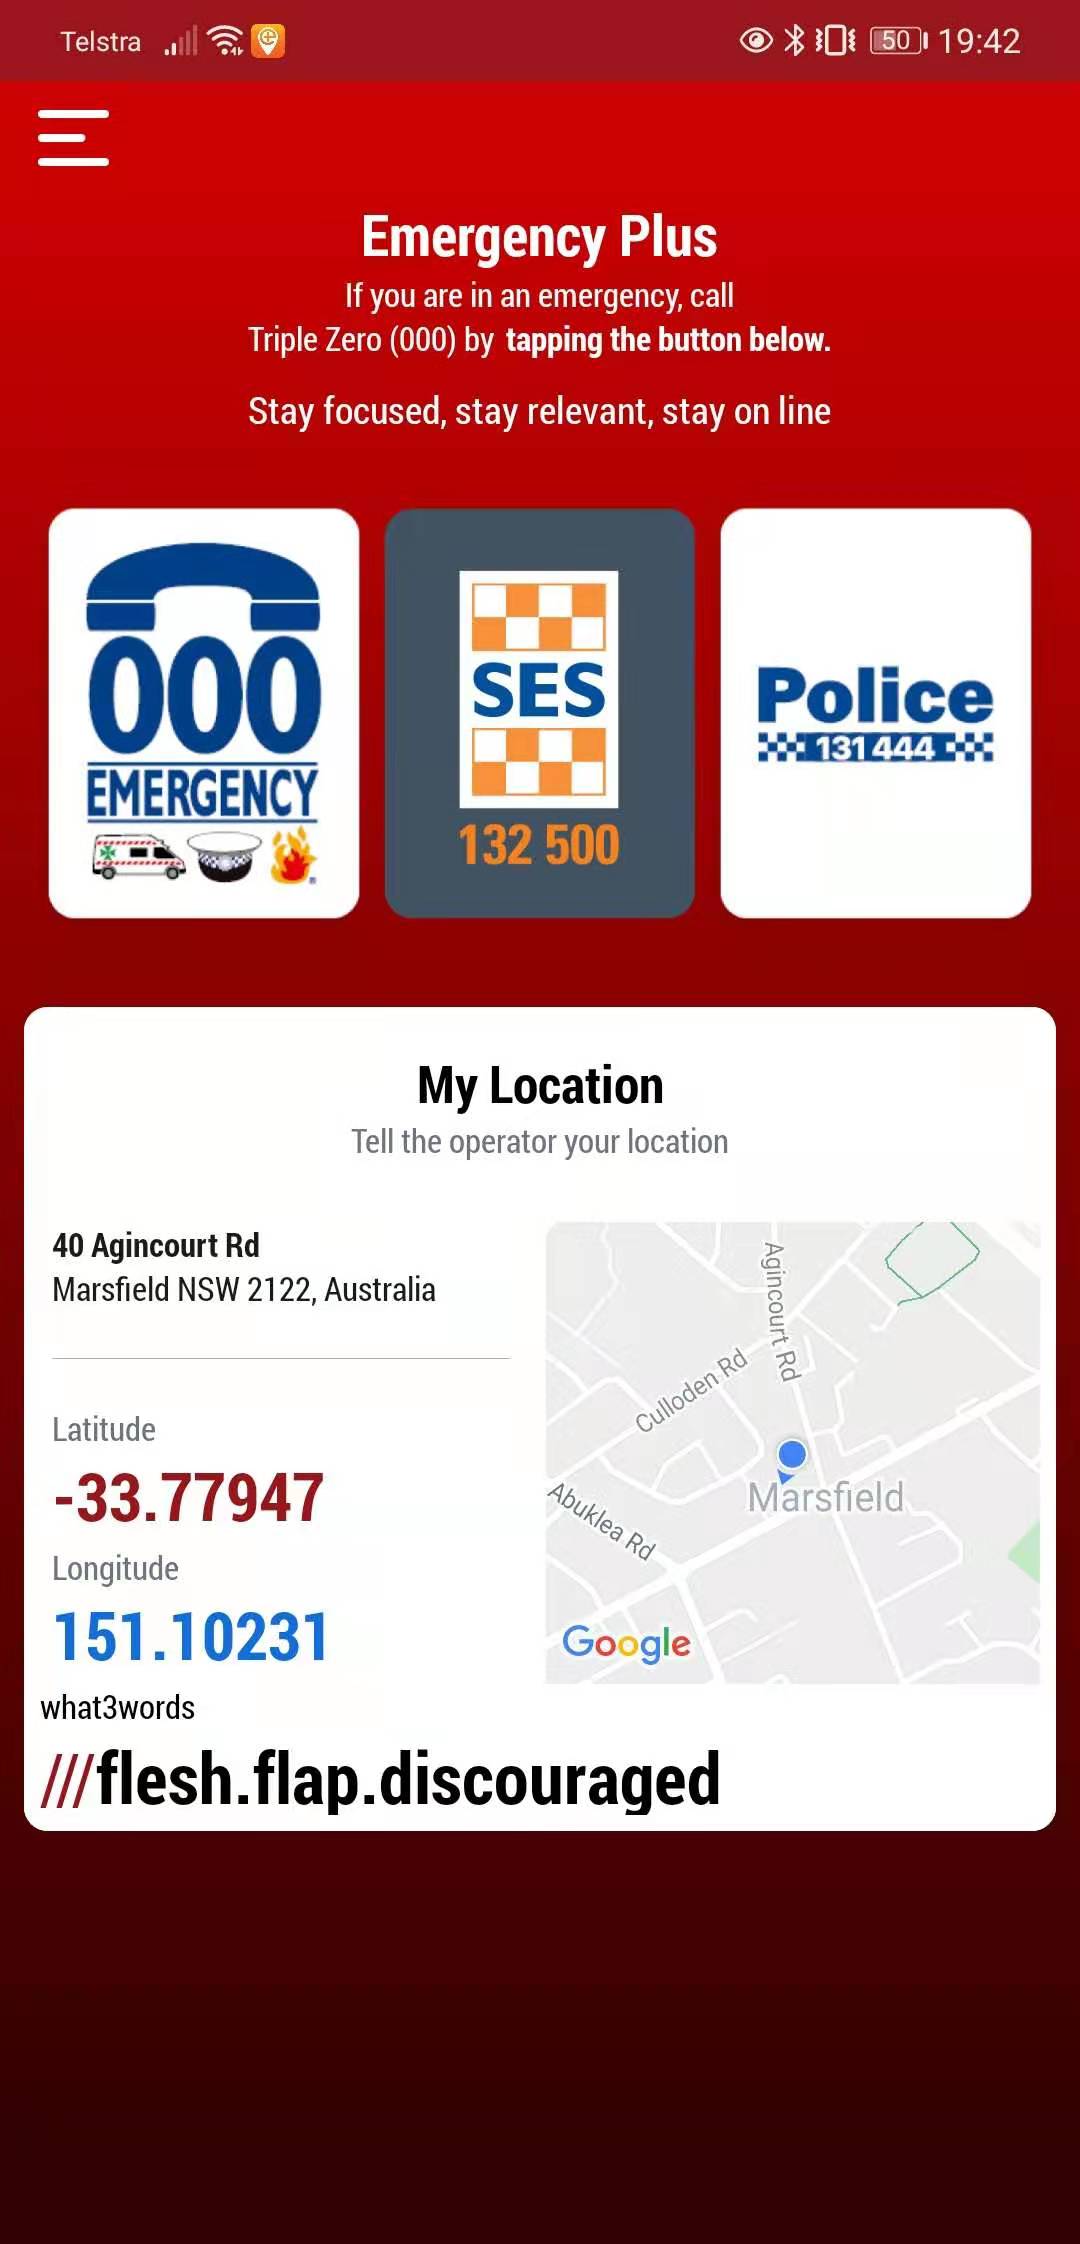 Telstra 50 19:42
Emergency Plus
If you are in an emergency, call
Triple Zero (000) by tapping the button below.
Stay focused, stay relevant, stay on line
000
EMERGENCY
SES
132 500
Police
131 444
My Location
Tell the operator your location
40 Agincourt Rd
Marsfield NSW 2122, Australia
Latitude
-33.77947
Longitude
151.10231
Agincourt Rd
Culloden Rd
Marsfield
Abuklea Rd
Google
what3words
///flesh.flap.discouraged